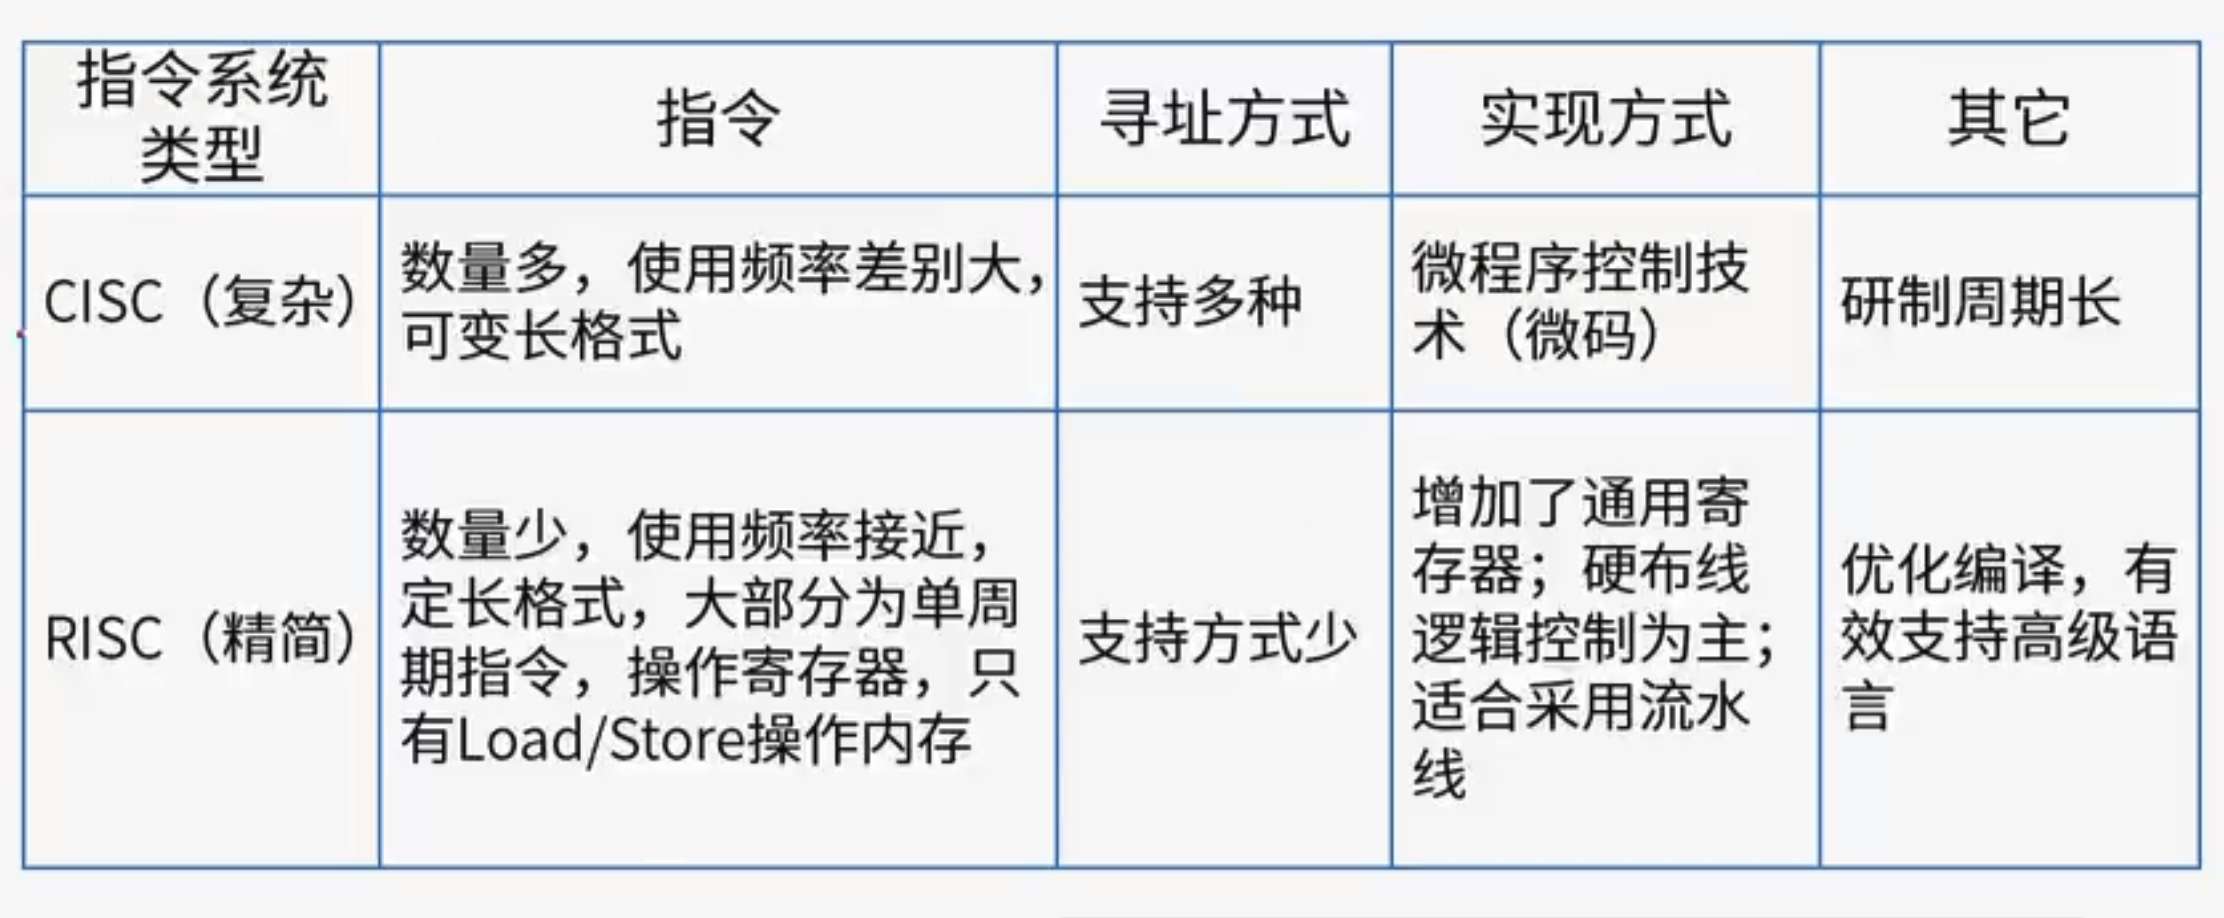 指令系统
类型
指令
寻址方式
实现方式
其它
CISC（复杂）
数量多，使用频率差别大，
可变长格式
支持多种
微程序控制技
术（微码）
研制周期长
RISC（精简）
数量少，使用频率接近，
定长格式，大部分为单周
期指令，操作寄存器，只
有Load/Store操作内存
支持方式少
增加了通用寄
存器；硬布线
逻辑控制为主；
适合采用流水
线
优化编译，有
效支持高级语
言